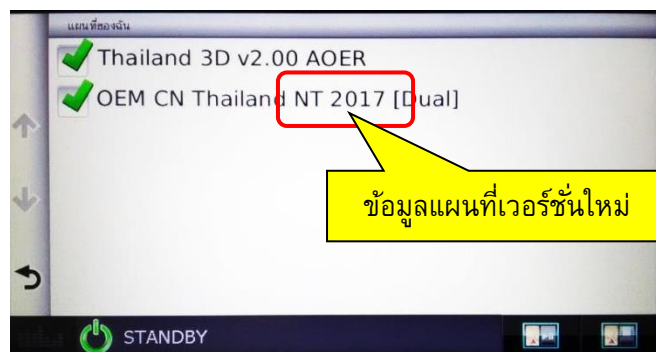 แผนที่ของฉัน
Thailand 3D v2.00 AOER
OEM CN Thailand NT 2017 [Dual]
ข้อมูลแผนที่เวอร์ชั่นใหม่
STANDBY